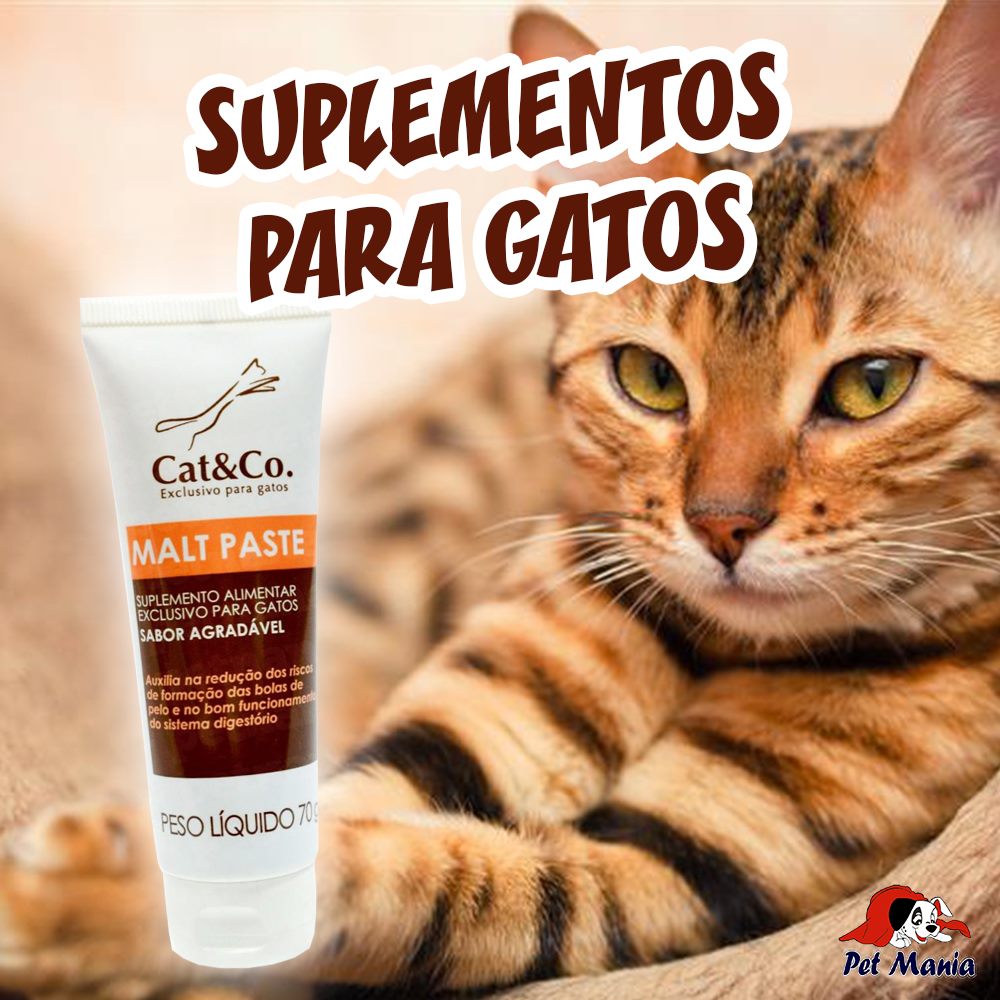 SUPLEMENTOS
PARA GATOS
Cat&Co.
Exclusivo para gatos
MALT PASTE
SUPLEMENTO ALIMENTAR
EXCLUSIVO PARA GATOS
SABOR AGRADÁVEL
Auxilia na redução dos riscos
de formação das bolas de
pelo e no bom funcionamento
do sistema digestório
PESO LÍQUIDO 70 g
Pet Mania